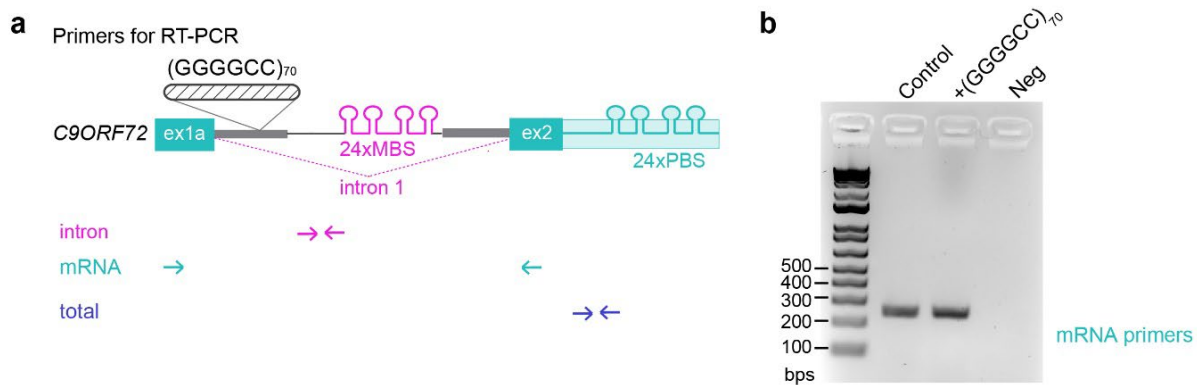 a
Primers for RT-PCR
(GGGGCC)70
C9ORF72
ex1a
24xMBS
ex2
24xPBS
intron 1
intron
mRNA
total
b
Control
+(GGGGCC)70
Neg
500
400
300
200
100
bps
mRNA primers